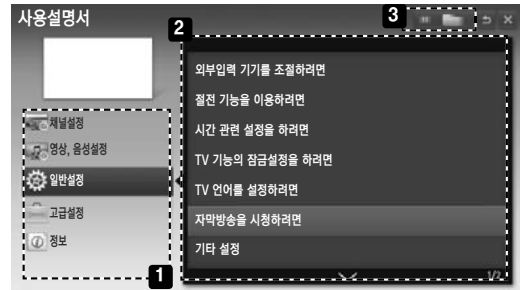 사용설명서
3
2
채널설정
영상, 음성설정
일반설정
고급설정
정보
1
외부입력 기기를 조절하려면
절전 기능을 이용하려면
시간 관련 설정을 하려면
TV 기능의 잠금설정을 하려면
TV 언어를 설정하려면
자막방송을 시청하려면
기타 설정
1/2